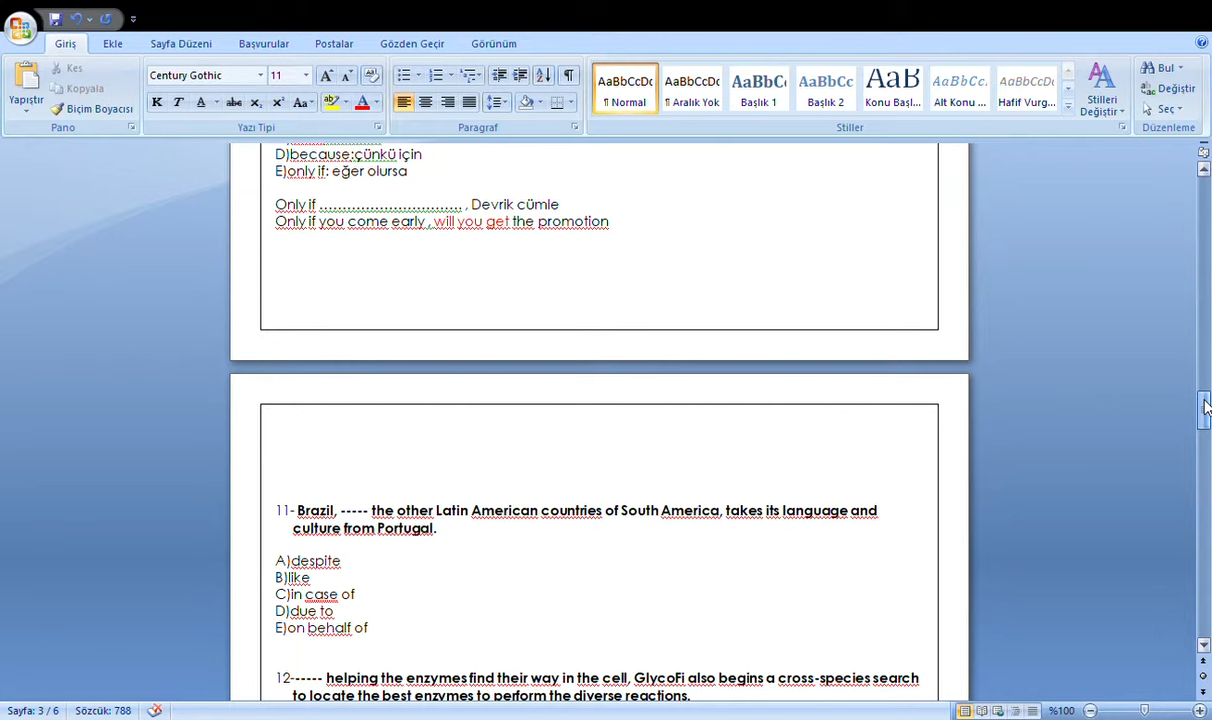 Giriş Ekle Sayfa Düzeni Başvurular Postalar Gözden Geçir Görünüm
Yapıştır
Kes
Kopyala
Biçim Boyacısı
Pano
Century Gothic 11
Yazı Tipi
Paragraf
AaBbCcDc AaBbCcDc AaBbC AaBbCc AaB AaBbCc. AaBbCcDc
¶ Normal ¶ Aralık Yok Başlık 1 Başlık 2 Konu Başl... Alt Konu ... Hafif Vurg...
Stilleri Değiştir
Stiller
Bul
Değiştir
Seç
Düzenleme
D)because:çünkü için
E)only if: eğer olursa
Only if ................................. , Devrik cümle
Only if you come early , will you get the promotion
11- Brazil, ----- the other Latin American countries of South America, takes its language and
culture from Portugal.
A)despite
B)like
C)in case of
D)due to
E)on behalf of
12------ helping the enzymes find their way in the cell, GlycoFi also begins a cross-species search
to locate the best enzymes to perform the diverse reactions.
Sayfa: 3 / 6 Sözcük: 788 %100